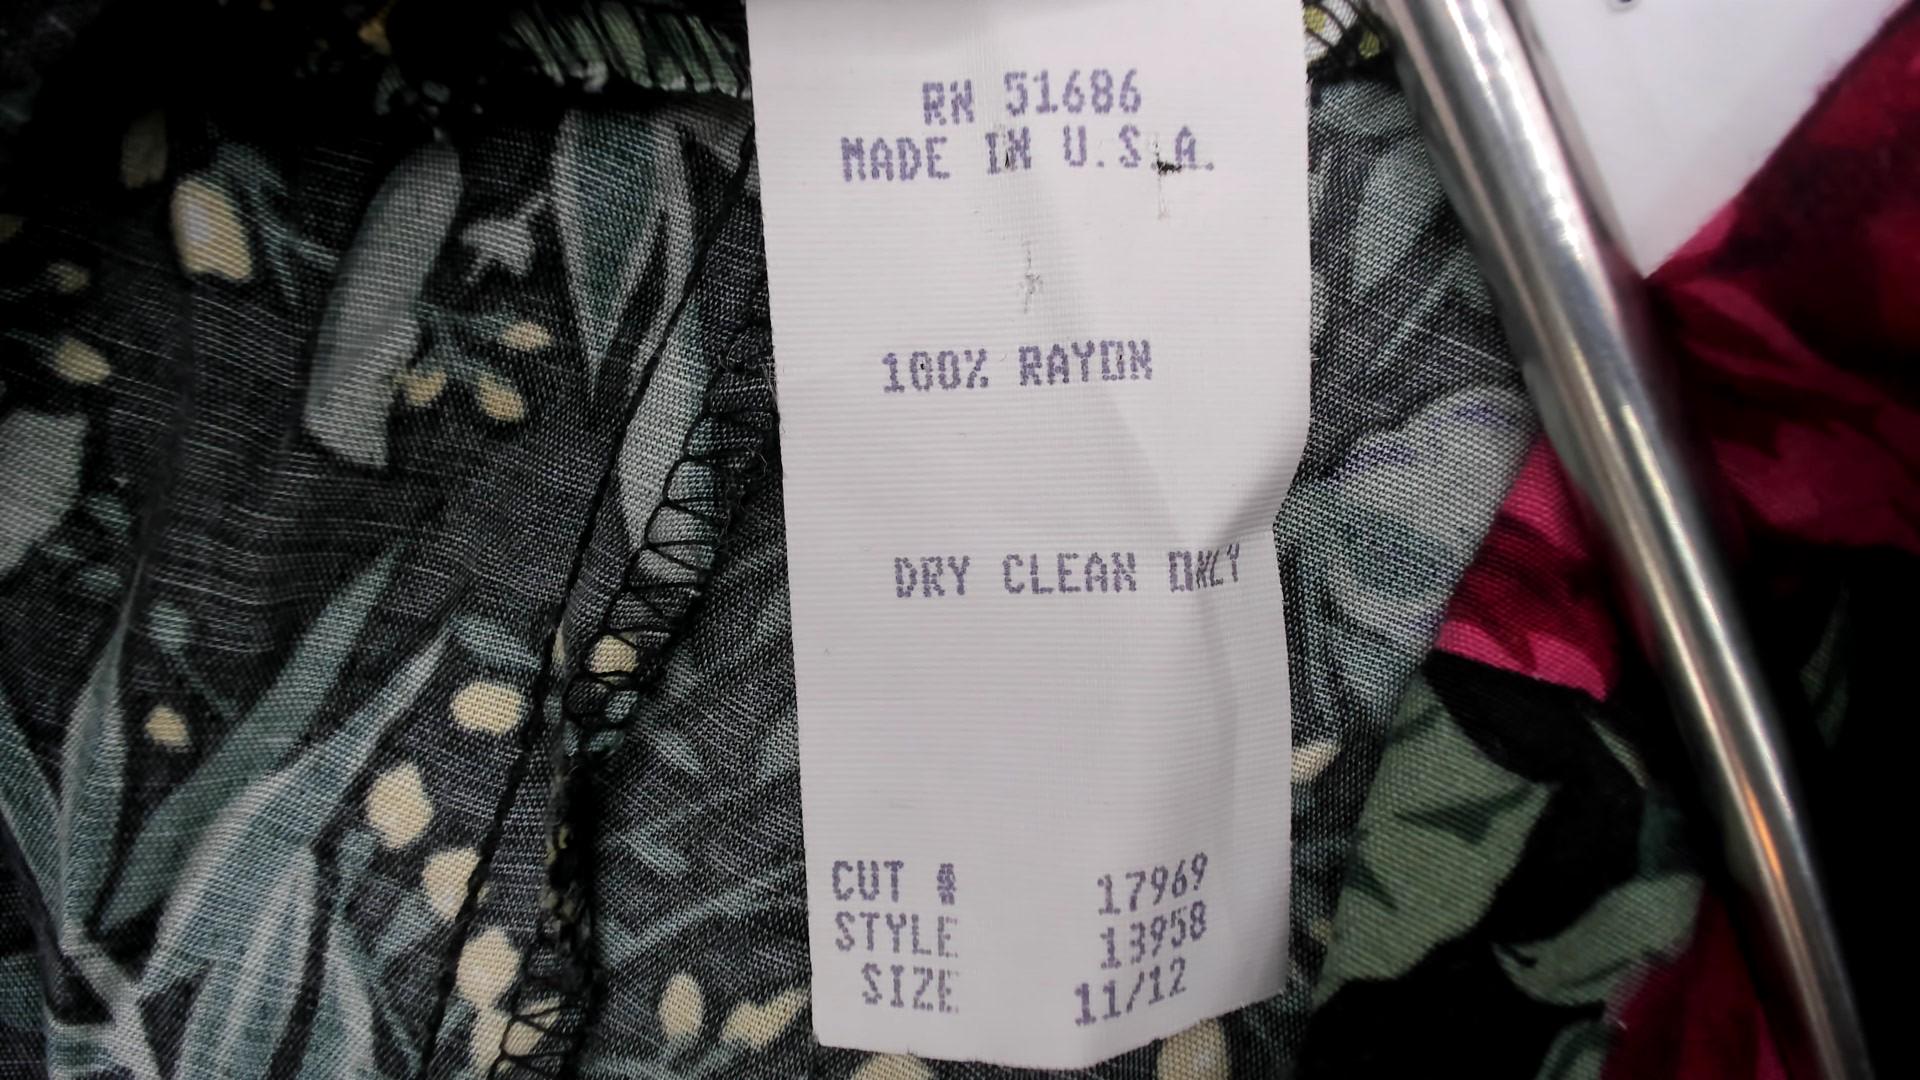 RN 51686
MADE IN U.S.A.
100% RAYON
DRY CLEAN ONLY
CUT # 17969
STYLE 13958
SIZE 11/12